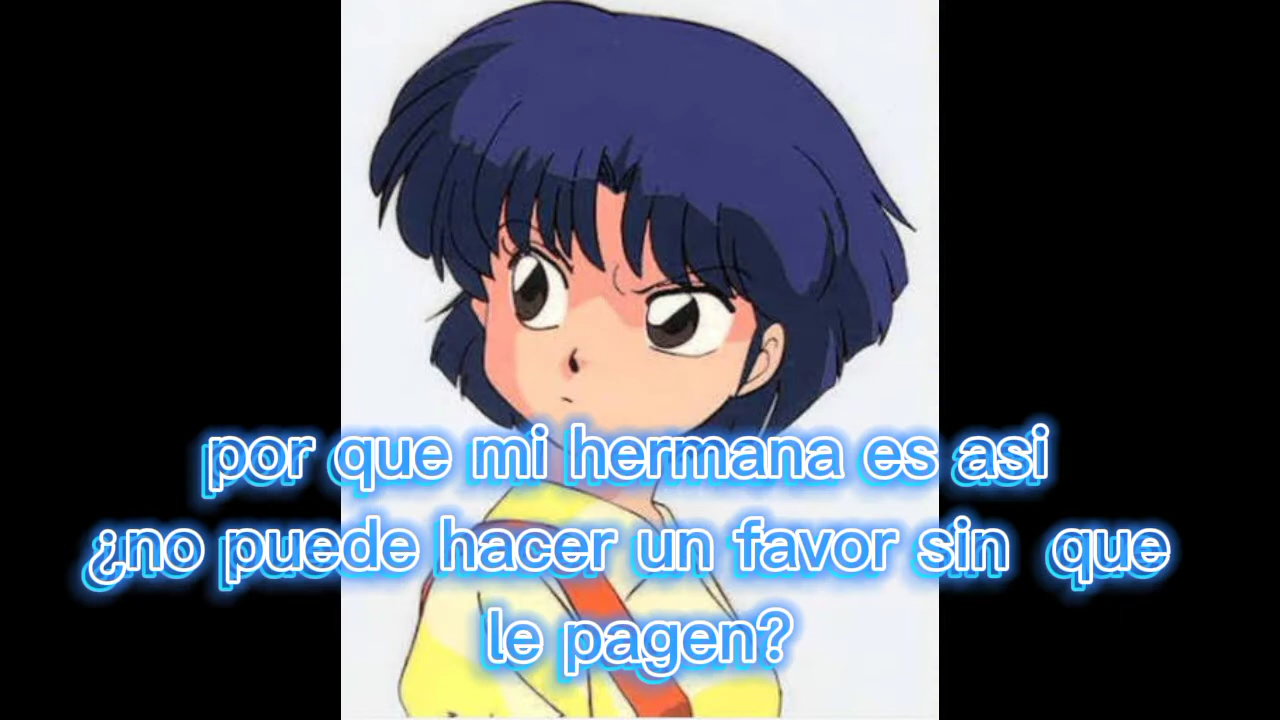 por que mi hermana es asi
¿no puede hacer un favor sin que
le pagen?